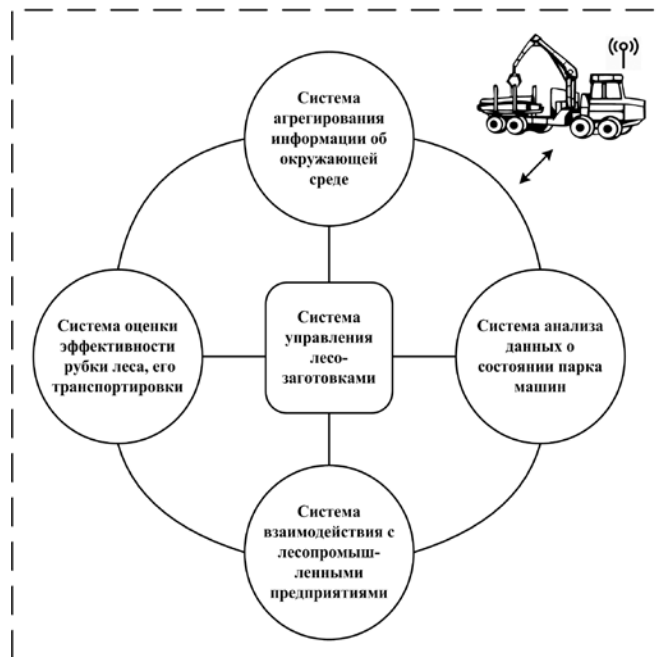 Система
агрегирования
информации об
окружающей
среде
Система оценки
эффективности
рубки леса, его
транспортировки
Система
управления
лесо-
заготовками
Система анализа
данных о
состоянии парка
машин
Система
взаимодействия с
лесопромыш-
ленными
предприятиями